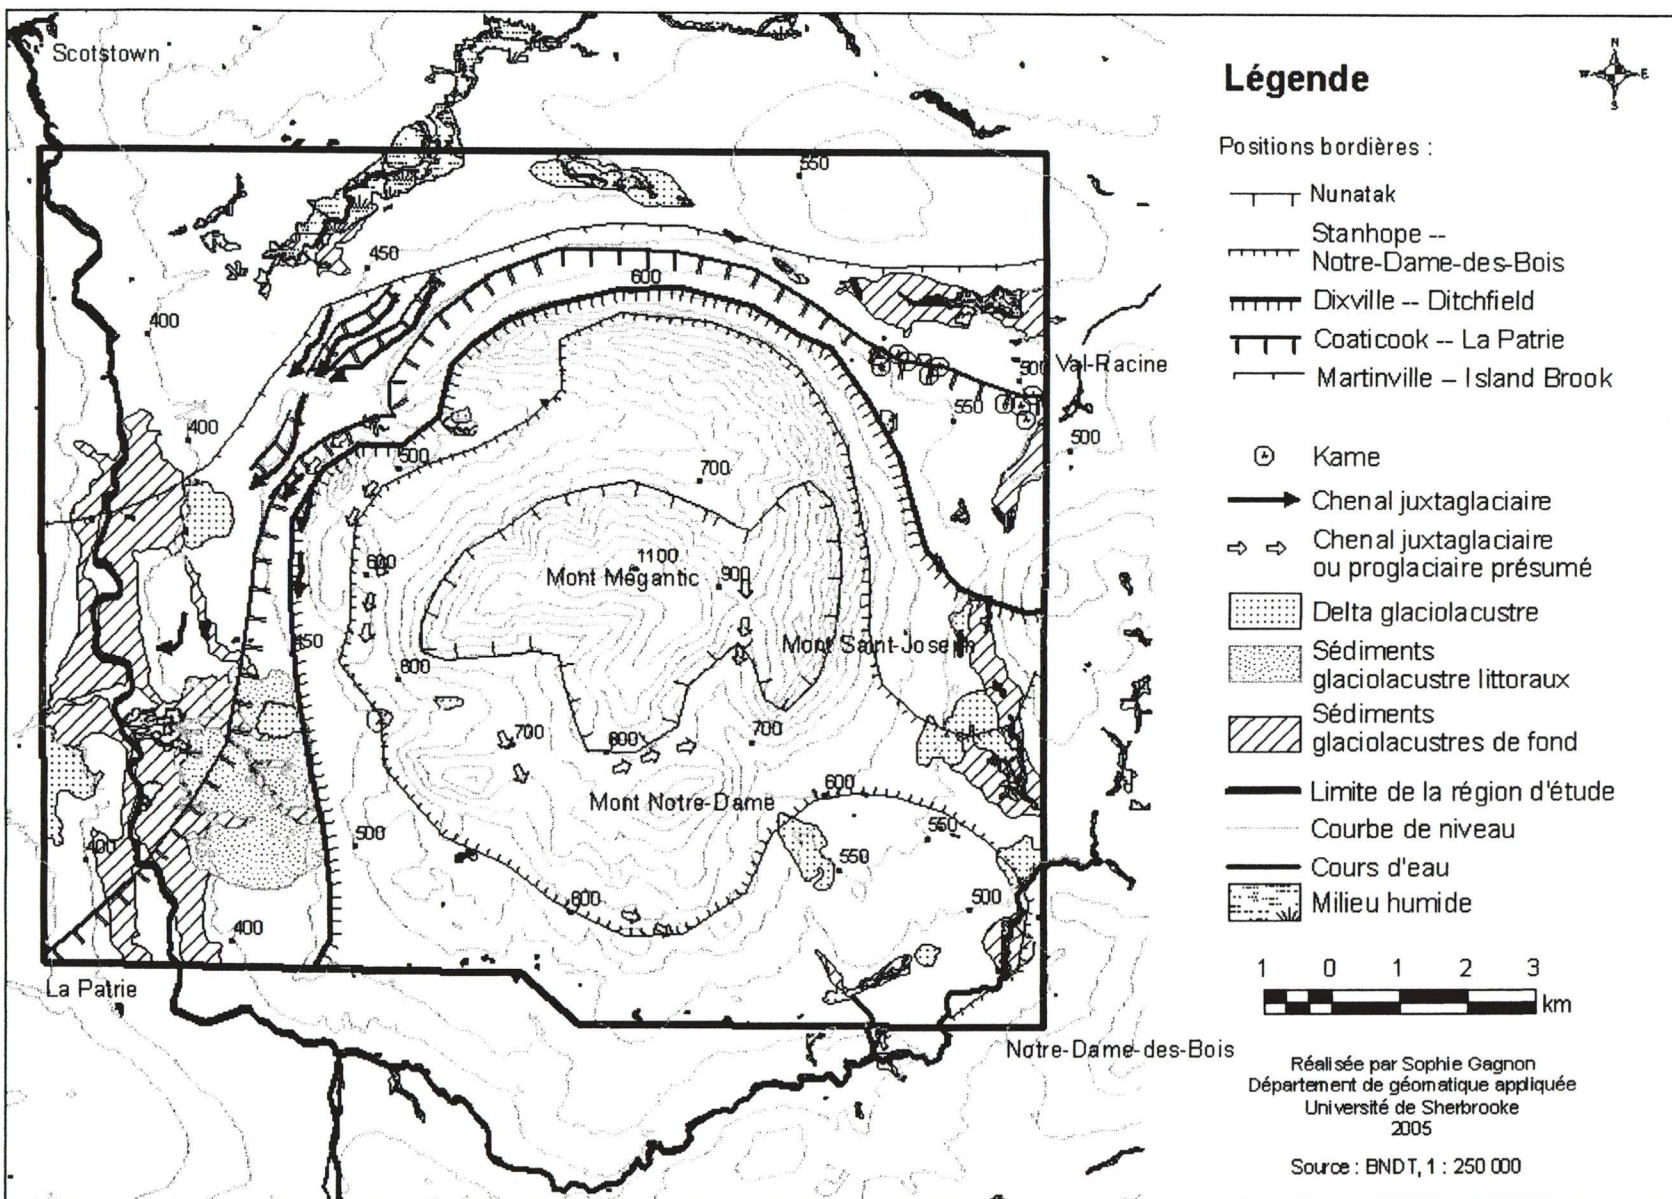 Scotstown
550
450
600
400
Val-Racine
500
550
400
500
500
700
1100
600
Mont Mégantic
900
450
Mont Saint-Joseph
600
700
700
800
600
Mont Notre-Dame
500
550
400
550
600
500
400
La Patrie
Notre-Dame-des-Bois
Légende
N
W
E
S
Positions bordières :
Nunatak
Stanhope --
Notre-Dame-des-Bois
Dixville -- Ditchfield
Coaticook -- La Patrie
Martinville – Island Brook
Kame
Chenal juxtaglaciaire
Chenal juxtaglaciaire
ou proglaciaire présumé
Delta glaciolacustre
Sédiments
glaciolacustre littoraux
Sédiments
glaciolacustres de fond
Limite de la région d'étude
Courbe de niveau
Cours d'eau
Milieu humide
1 0 1 2 3
km
Réalisée par Sophie Gagnon
Département de géomatique appliquée
Université de Sherbrooke
2005
Source : BNDT, 1 : 250 000